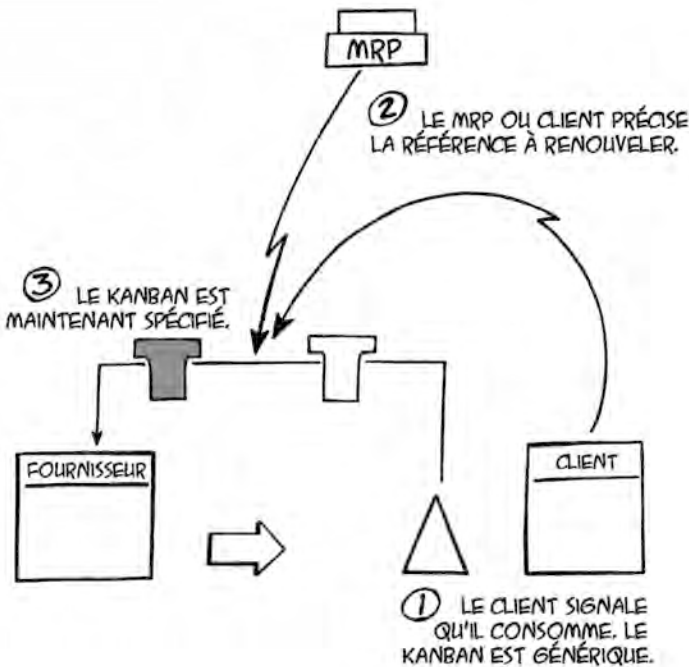 MRP
② LE MRP OU CLIENT PRÉCISE
LA RÉFÉRENCE À RENOUVELER.
③ LE KANBAN EST
MAINTENANT SPÉCIFIÉ.
FOURNISSEUR
CLIENT
① LE CLIENT SIGNALE
QU'IL CONSOMME. LE
KANBAN EST GÉNÉRIQUE.